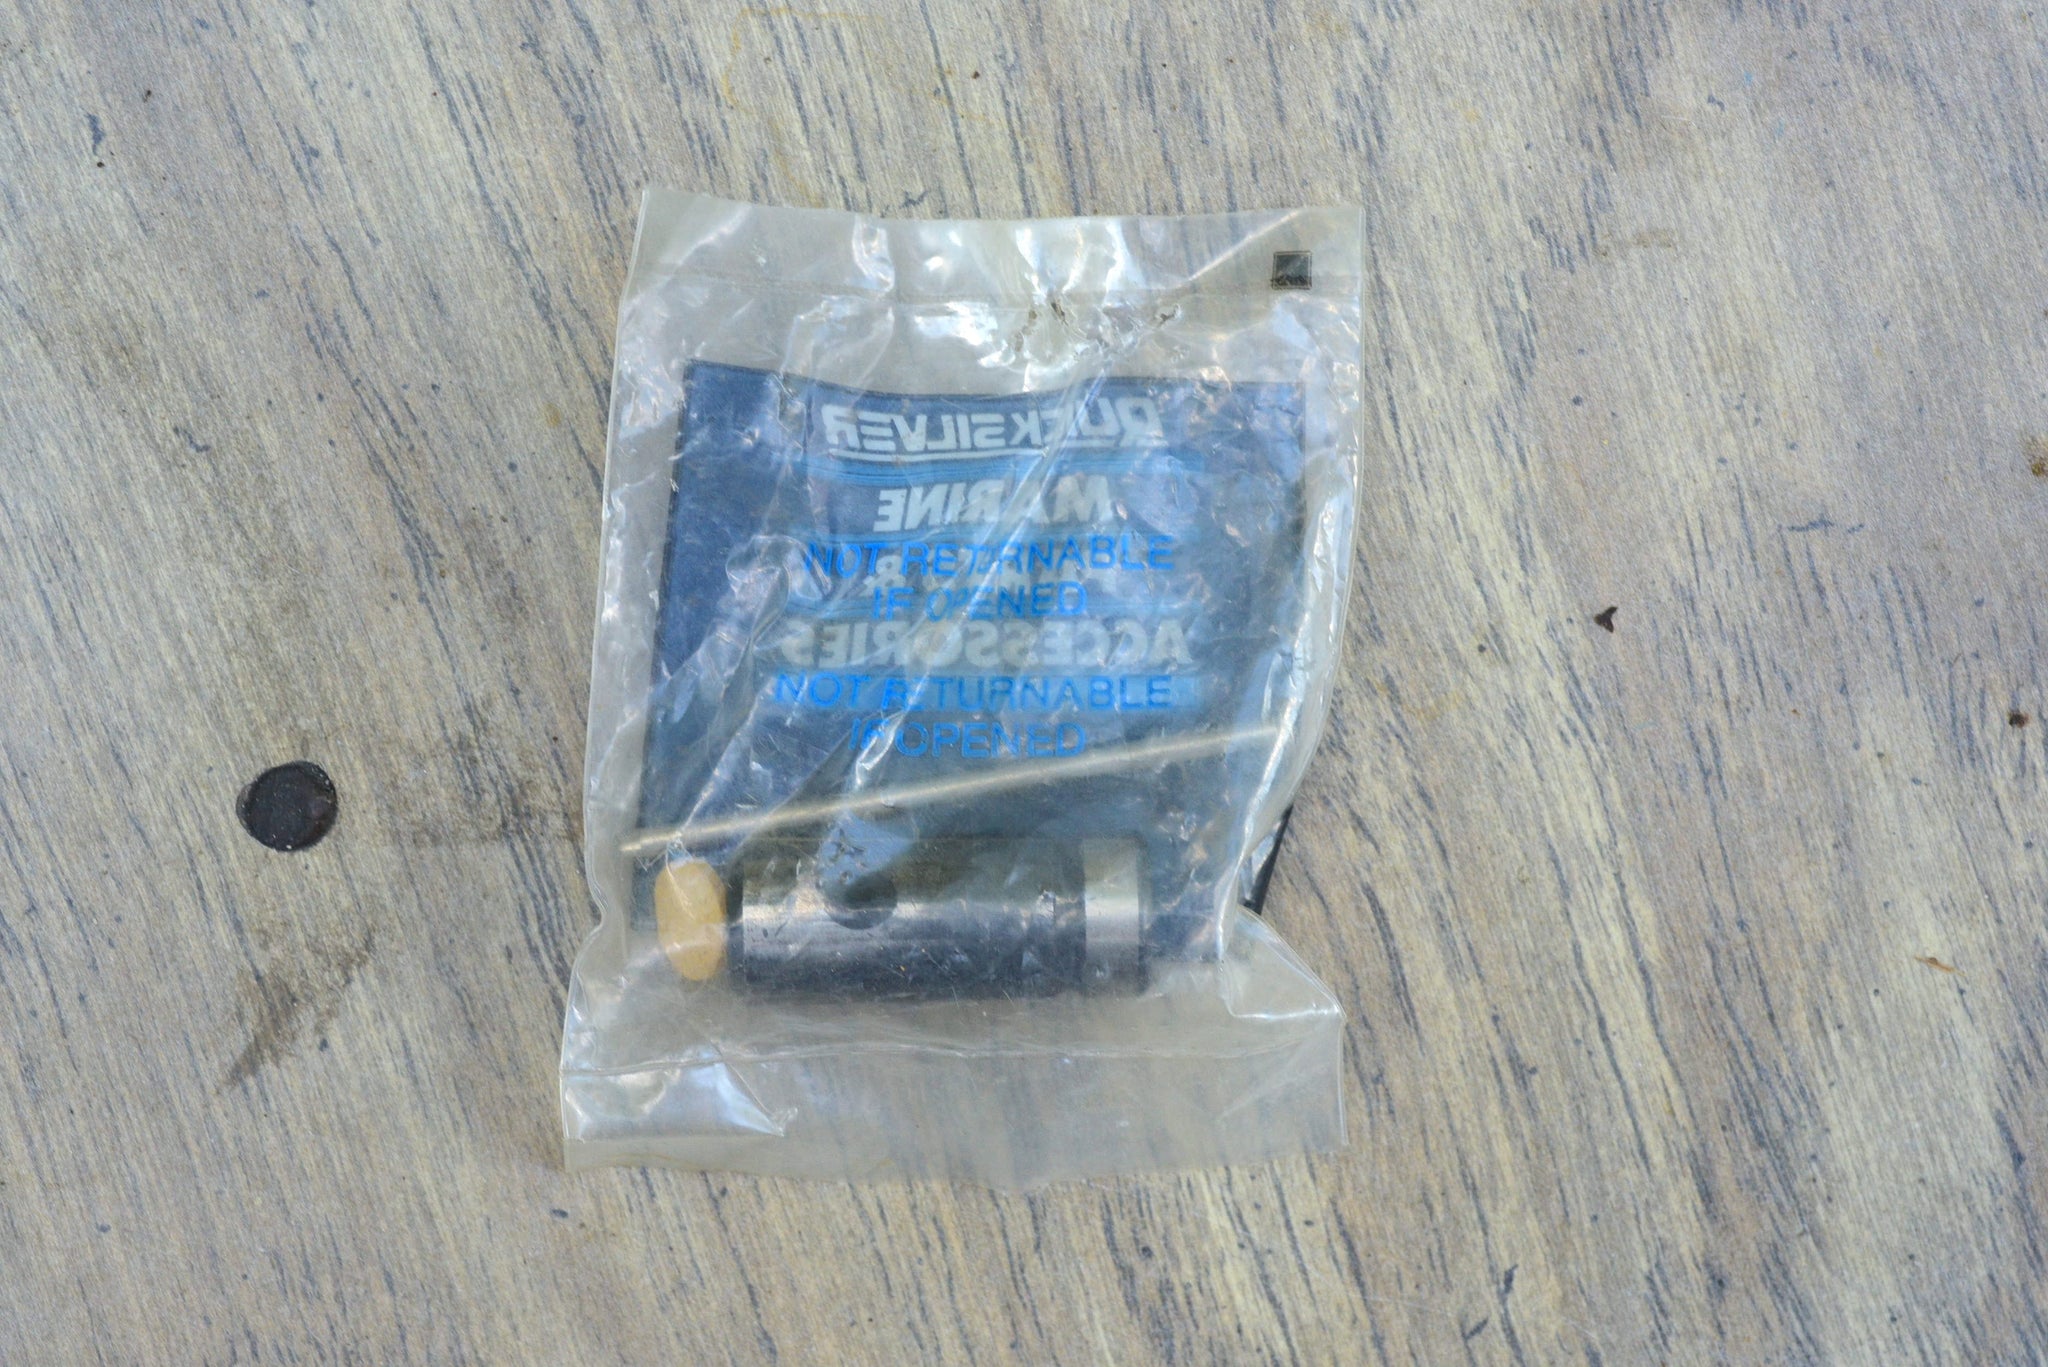 QUICKSILVER
MARINE
NOT RETURNABLE
IF OPENED
ACCESSORIES
NOT RETURNABLE
IF OPENED